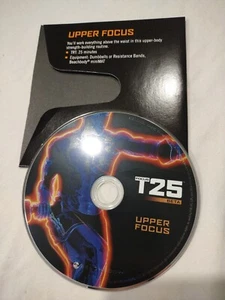 UPPER FOCUS
You'll work everything above the waist in this upper-body
strength-building routine.
• 25 minutes
• Equipment: Dumbbells or Resistance Bands,
Beachbody®
T25
BETA
UPPER
FOCUS